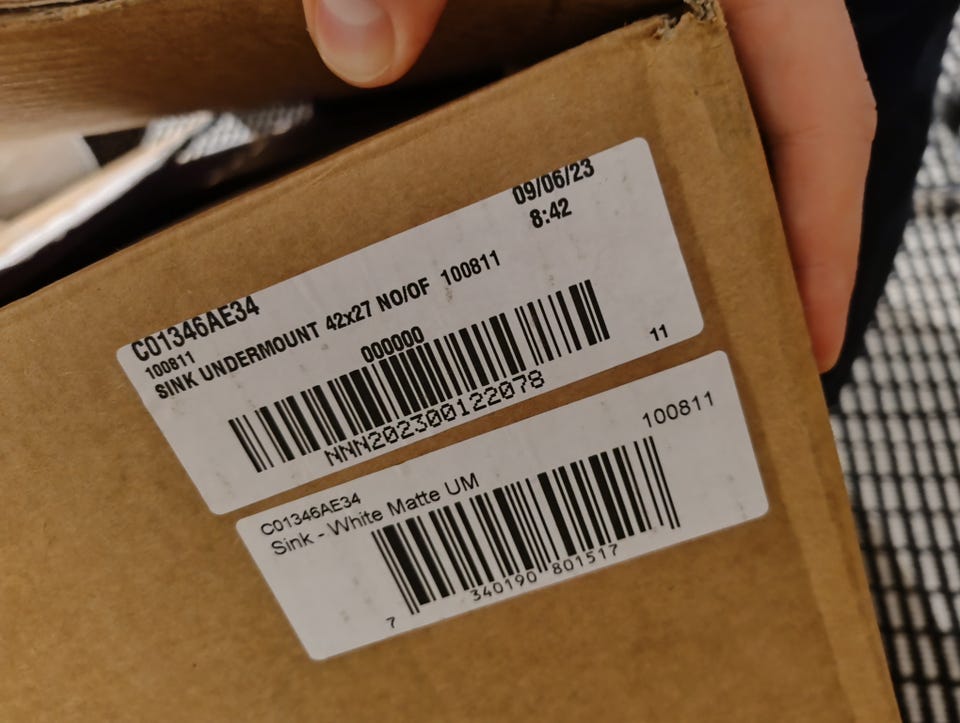 09/06/23
8:42
C01346AE34
100811
SINK UNDERMOUNT 42x27 NO/OF 100811
000000
NNN202300122078
11
100811
C01346AE34
Sink - White Matte UM
7 340190 801517